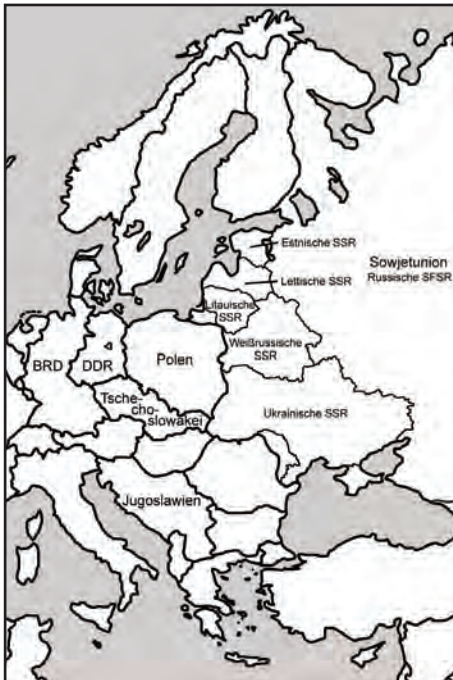 Estnische SSR
Sowjetunion
Russische SFSR
Lettische SSR
Litauische
SSR
Weißrussische
SSR
BRD
DDR
Polen
Tsche-
cho-
slowakei
Ukrainische SSR
Jugoslawien